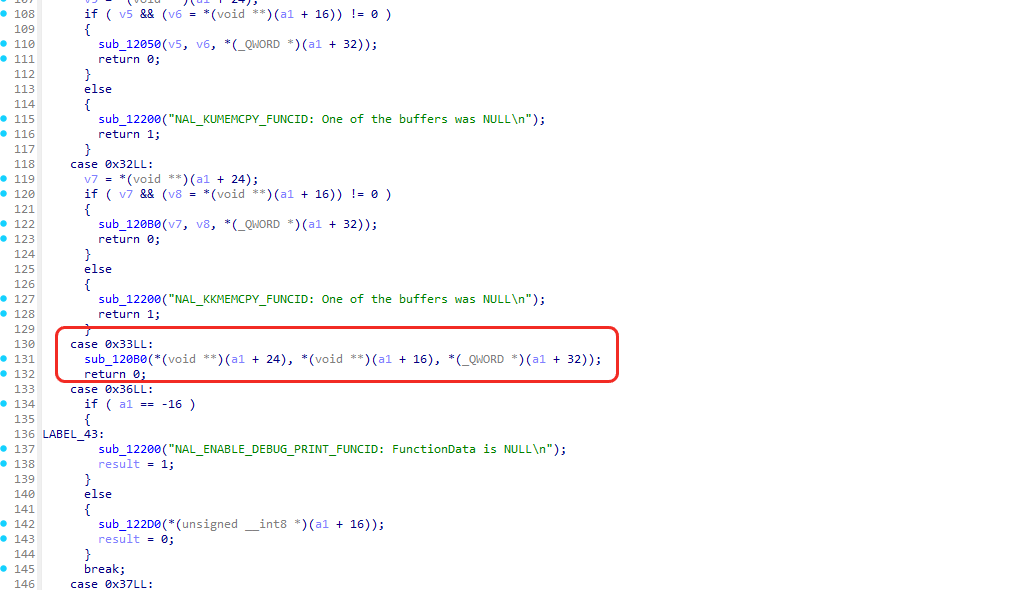 108 if ( v5 && (v6 = *(void **)(a1 + 16)) != 0 )
109 {
110 sub_12050(v5, v6, *(_QWORD *)(a1 + 32));
111 return 0;
112 }
113 else
114 {
115 sub_12200("NAL_KUMEMCPY_FUNCID: One of the buffers was NULL\n");
116 return 1;
117 }
118 case 0x32LL:
119 v7 = *(void **)(a1 + 24);
120 if ( v7 && (v8 = *(void **)(a1 + 16)) != 0 )
121 {
122 sub_120B0(v7, v8, *(_QWORD *)(a1 + 32));
123 return 0;
124 }
125 else
126 {
127 sub_12200("NAL_KKMEMCPY_FUNCID: One of the buffers was NULL\n");
128 return 1;
129 }
130 case 0x33LL:
131 sub_120B0(*(void **)(a1 + 24), *(void **)(a1 + 16), *(_QWORD *)(a1 + 32));
132 return 0;
133 case 0x36LL:
134 if ( a1 == -16 )
135 {
136 LABEL_43:
137 sub_12200("NAL_ENABLE_DEBUG_PRINT_FUNCID: FunctionData is NULL\n");
138 result = 1;
139 }
140 else
141 {
142 sub_122D0(*(unsigned __int8 *)(a1 + 16));
143 result = 0;
144 }
145 break;
146 case 0x37LL: